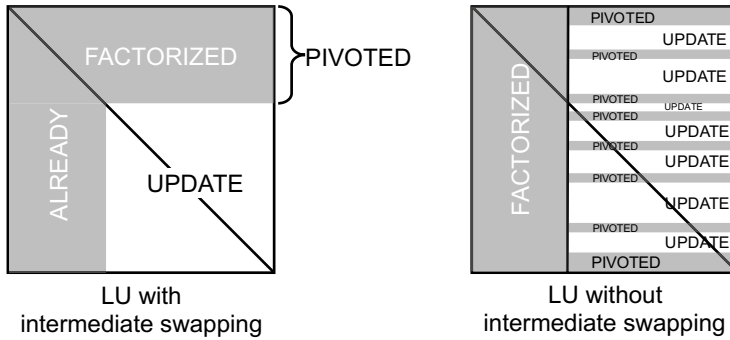 FACTORIZED
PIVOTED
ALREADY
UPDATE
LU with
intermediate swapping
FACTORIZED
PIVOTED
UPDATE
PIVOTED
UPDATE
PIVOTED
UPDATE
PIVOTED
UPDATE
PIVOTED
UPDATE
PIVOTED
UPDATE
PIVOTED
UPDATE
PIVOTED
LU without
intermediate swapping